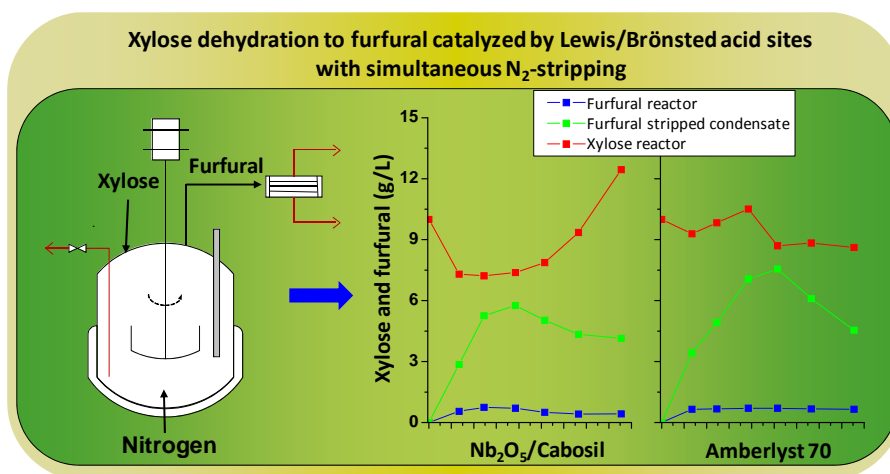 Xylose dehydration to furfural catalyzed by Lewis/Brönsted acid sites
with simultaneous N₂-stripping
Furfural reactor
Furfural stripped condensate
Xylose reactor
Xylose
Furfural
Nitrogen
Xylose and furfural (g/L)
15
12
9
6
3
0
Nb₂O₅/Cabosil
Amberlyst 70